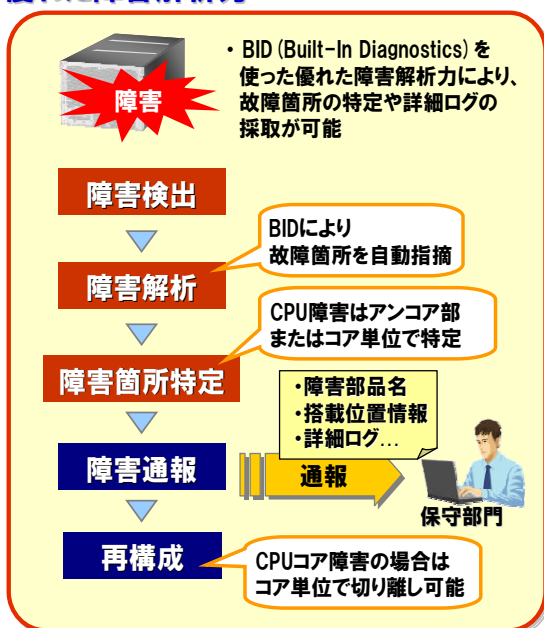 ・BID(Built-In Diagnostics)を
使った優れた障害解析力により、
故障箇所の特定や詳細ログの
採取が可能
障害
障害検出
BIDにより
故障箇所を自動指摘
障害解析
CPU障害はアンコア部
またはコア単位で特定
障害箇所特定
・障害部品名
・搭載位置情報
・詳細ログ…
障害通報
通報
保守部門
再構成
CPUコア障害の場合は
コア単位で切り離し可能